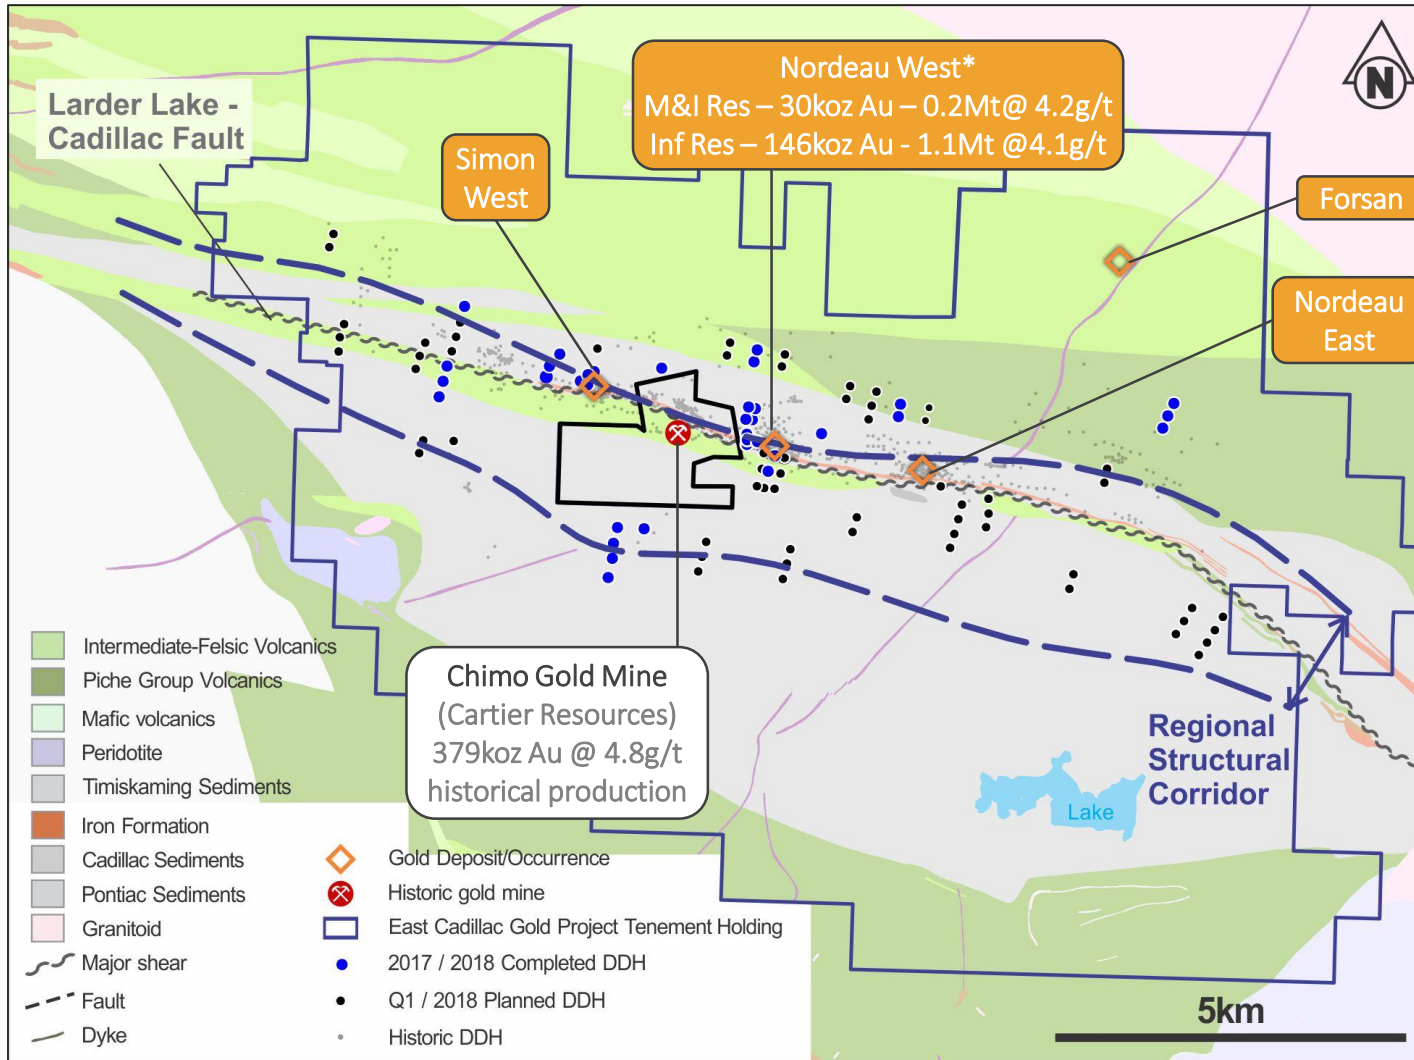 Larder Lake -
Cadillac Fault
Simon
West
Nordeau West*
M&I Res – 30koz Au – 0.2Mt@ 4.2g/t
Inf Res – 146koz Au - 1.1Mt @4.1g/t
N
Forsan
Nordeau
East
Chimo Gold Mine
(Cartier Resources)
379koz Au @ 4.8g/t
historical production
Regional
Structural
Corridor
Lake
Intermediate-Felsic Volcanics
Piche Group Volcanics
Mafic volcanics
Peridotite
Timiskaming Sediments
Iron Formation
Cadillac Sediments
Pontiac Sediments
Granitoid
Major shear
Fault
Dyke
Gold Deposit/Occurrence
Historic gold mine
East Cadillac Gold Project Tenement Holding
2017 / 2018 Completed DDH
Q1 / 2018 Planned DDH
Historic DDH
5km